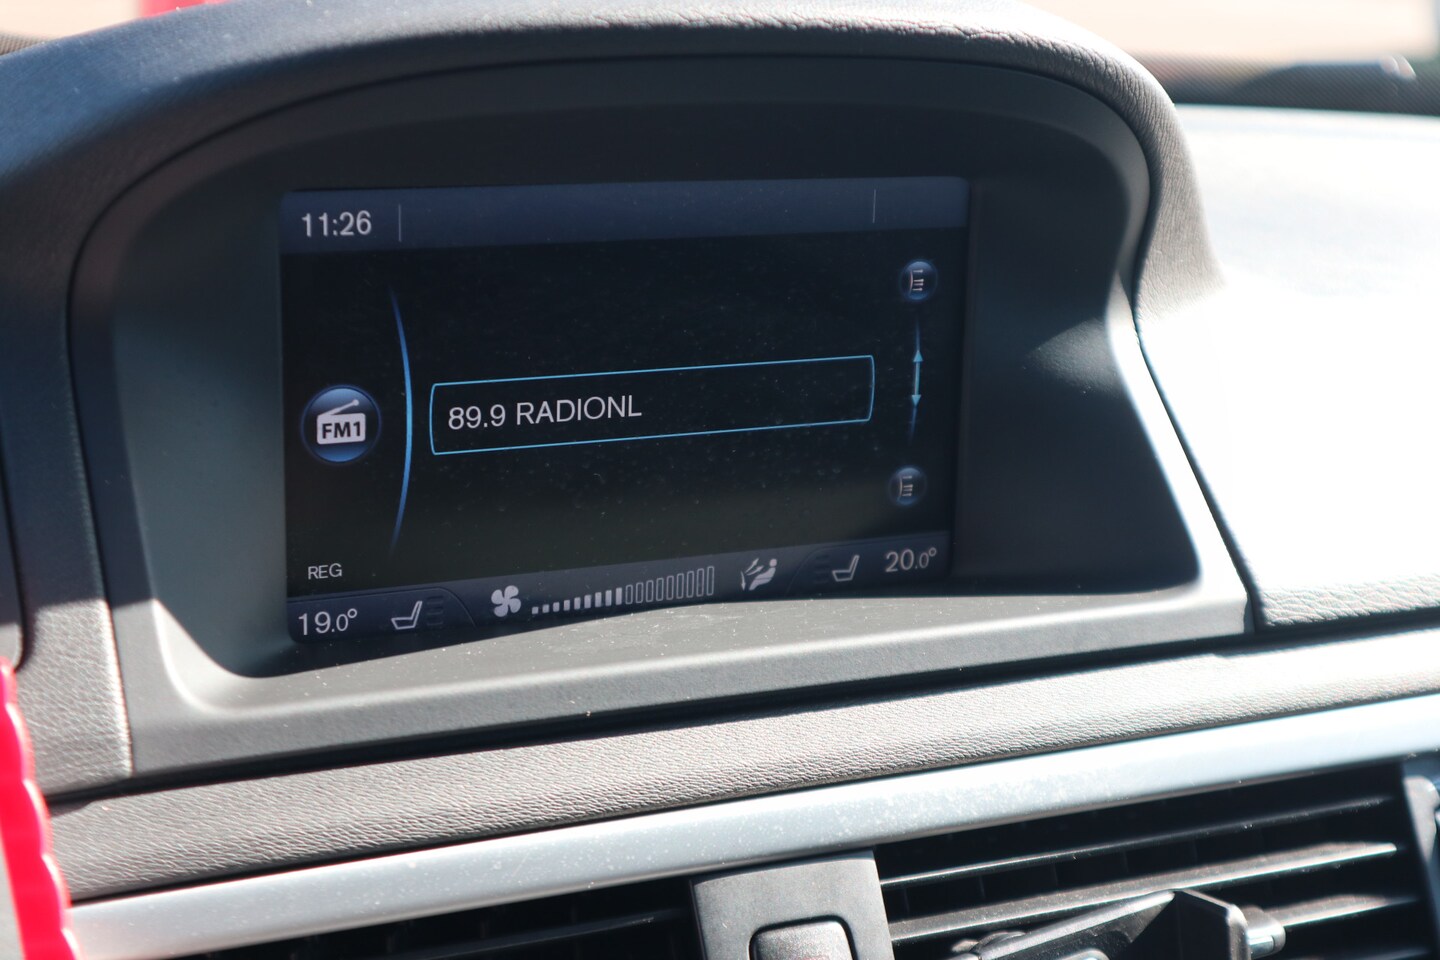 11:26
FM1
89.9 RADIONL
REG
19.0°
20.0°